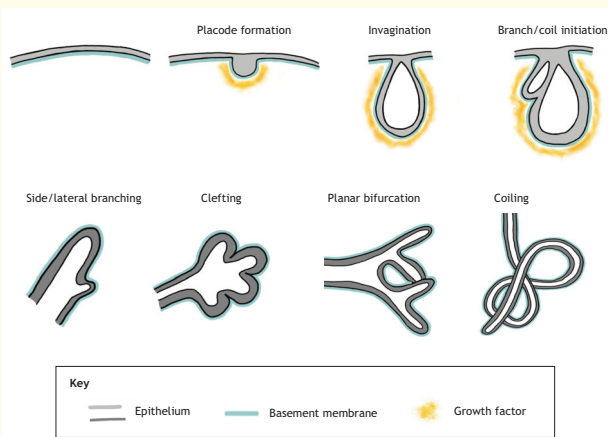 Placode formation
Invagination
Branch/coil initiation
Side/lateral branching
Clefting
Planar bifurcation
Coiling
Key
Epithelium
Basement membrane
Growth factor